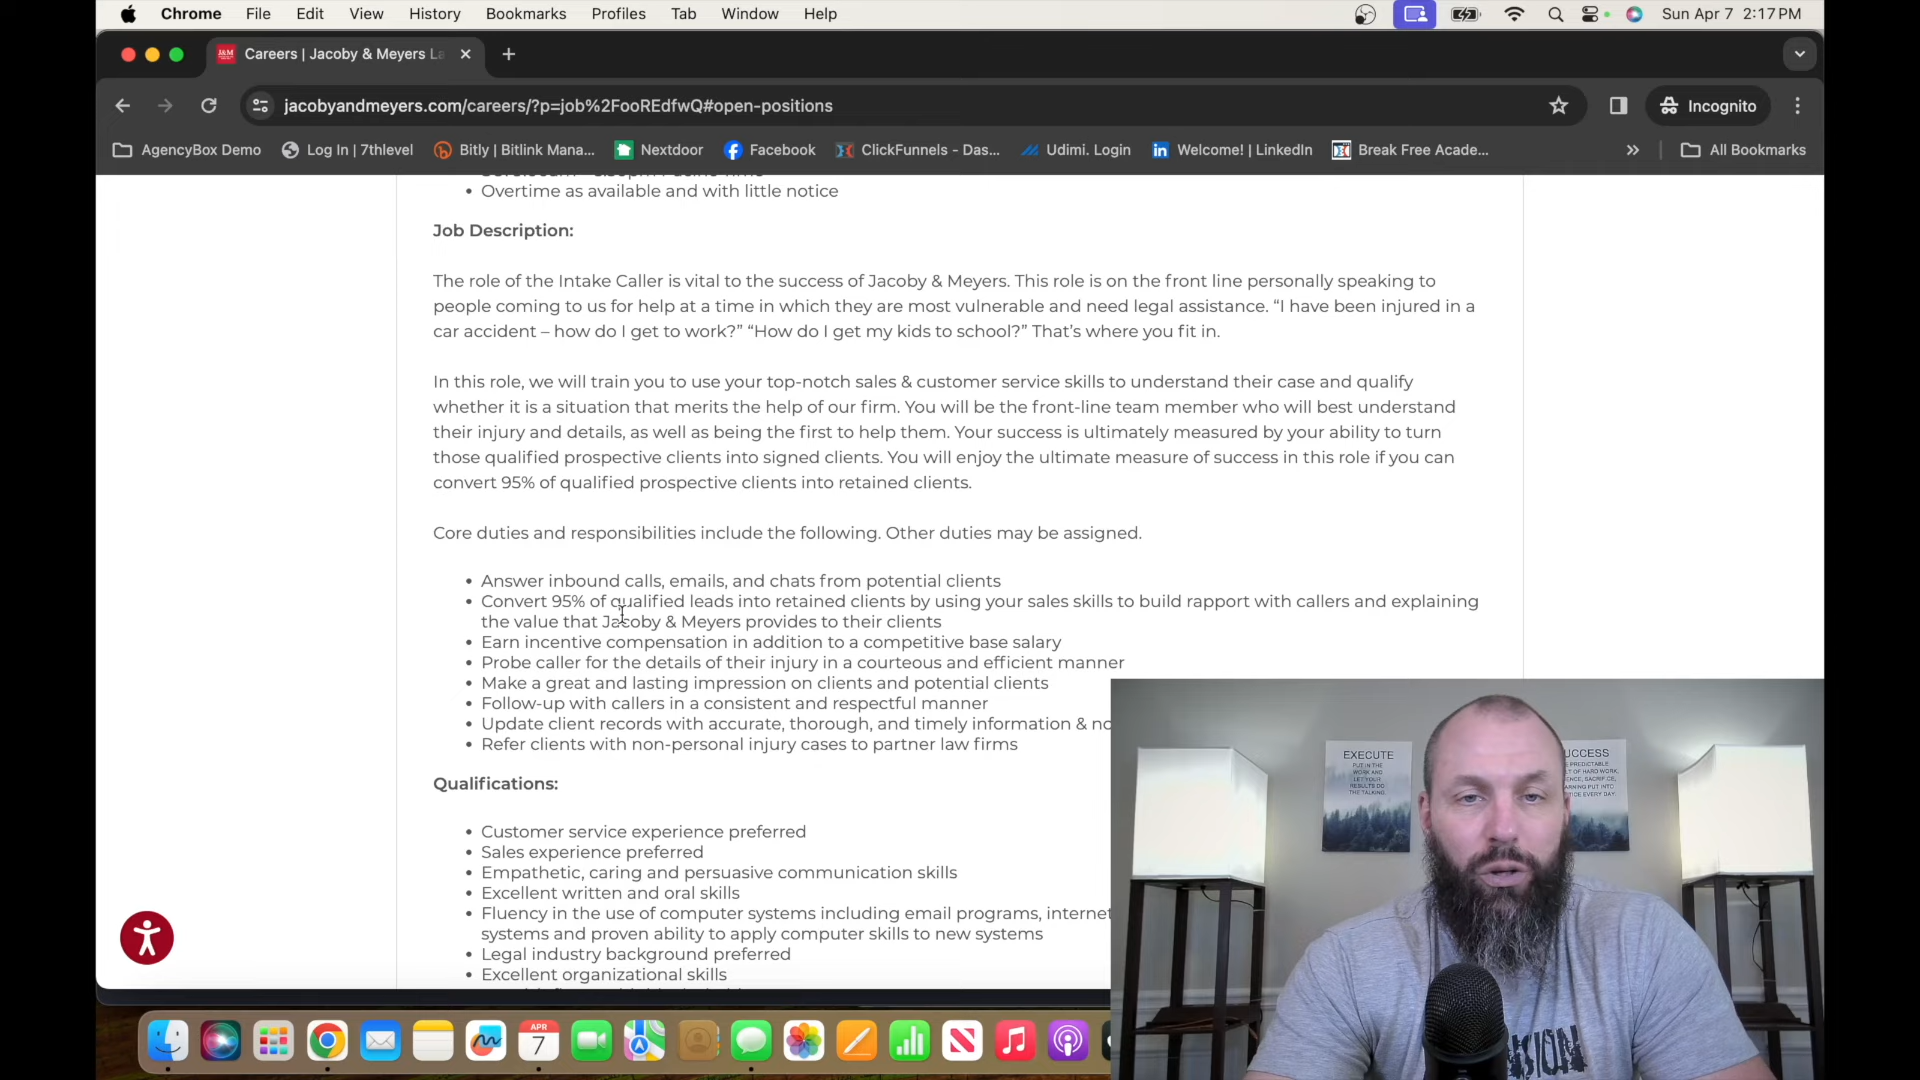 Chrome File Edit View History Bookmarks Profiles Tab Window Help Sun Apr 7 2:17 PM
Careers | Jacoby & Meyers La
jacobyandmeyers.com/careers/?p=job%2FooREdfwQ#open-positions Incognito
AgencyBox Demo Log In | 7thlevel Bitly | Bitlink Mana... Nextdoor Facebook ClickFunnels - Das... Udimi. Login Welcome! | LinkedIn Break Free Acade... » All Bookmarks
• Overtime as available and with little notice
Job Description:
The role of the Intake Caller is vital to the success of Jacoby & Meyers. This role is on the front line personally speaking to
people coming to us for help at a time in which they are most vulnerable and need legal assistance. “I have been injured in a
car accident – how do I get to work?” “How do I get my kids to school?” That’s where you fit in.
In this role, we will train you to use your top-notch sales & customer service skills to understand their case and qualify
whether it is a situation that merits the help of our firm. You will be the front-line team member who will best understand
their injury and details, as well as being the first to help them. Your success is ultimately measured by your ability to turn
those qualified prospective clients into signed clients. You will enjoy the ultimate measure of success in this role if you can
convert 95% of qualified prospective clients into retained clients.
Core duties and responsibilities include the following. Other duties may be assigned.
• Answer inbound calls, emails, and chats from potential clients
• Convert 95% of qualified leads into retained clients by using your sales skills to build rapport with callers and explaining
the value that Jacoby & Meyers provides to their clients
• Earn incentive compensation in addition to a competitive base salary
• Probe caller for the details of their injury in a courteous and efficient manner
• Make a great and lasting impression on clients and potential clients
• Follow-up with callers in a consistent and respectful manner
• Update client records with accurate, thorough, and timely information &
• Refer clients with non-personal injury cases to partner law firms
Qualifications:
• Customer service experience preferred
• Sales experience preferred
• Empathetic, caring and persuasive communication skills
• Excellent written and oral skills
• Fluency in the use of computer systems including email programs, internet
systems and proven ability to apply computer skills to new systems
• Legal industry background preferred
• Excellent organizational skills
EXECUTE
PUT IN THE
WORK AND
LET YOUR
RESULTS DO
THE TALKING.
UCCESS
APR
7